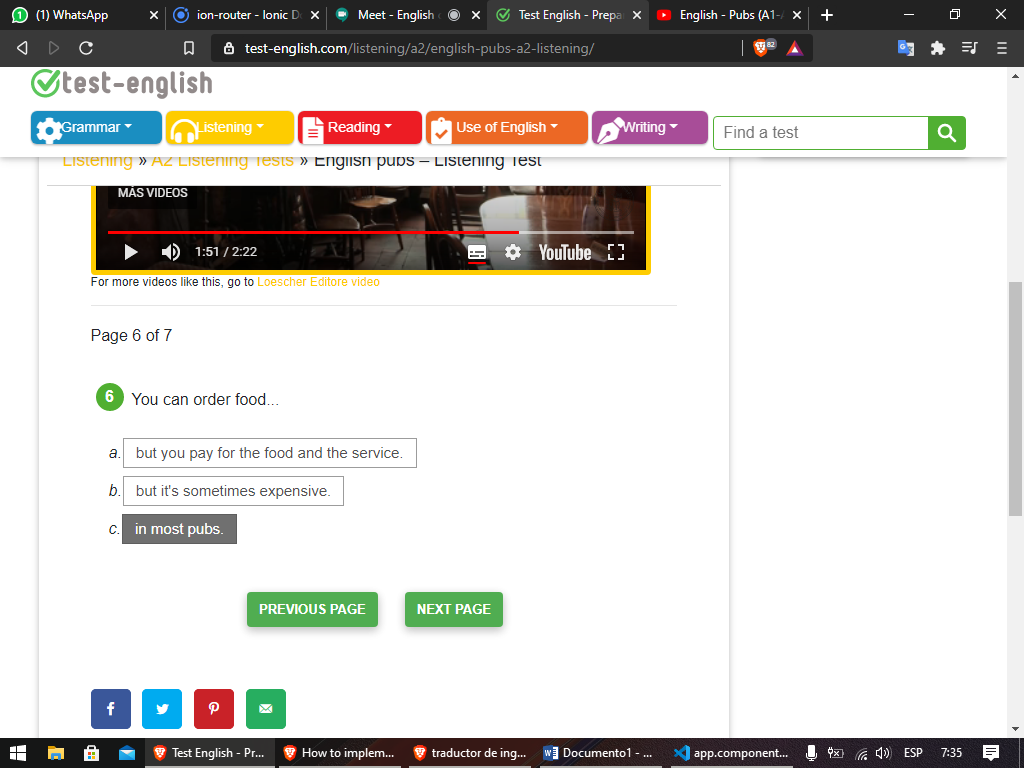 (1) WhatsApp
ion-router - Ionic D
Meet - English
Test English - Prepa
English - Pubs (A1-
test-english.com/listening/a2/english-pubs-a2-listening/
82
test-english
Grammar
Listening
Reading
Use of English
Writing
Find a test
Listening » A2 Listening Tests » English pubs – Listening Test
MÁS VIDEOS
1:51 / 2:22
YouTube
For more videos like this, go to Loescher Editore video
Page 6 of 7
6 You can order food...
a. but you pay for the food and the service.
b. but it's sometimes expensive.
c. in most pubs.
PREVIOUS PAGE
NEXT PAGE
Test English - Pr...
How to implem...
traductor de ing...
Documento1 - ...
app.component...
ESP
7:35